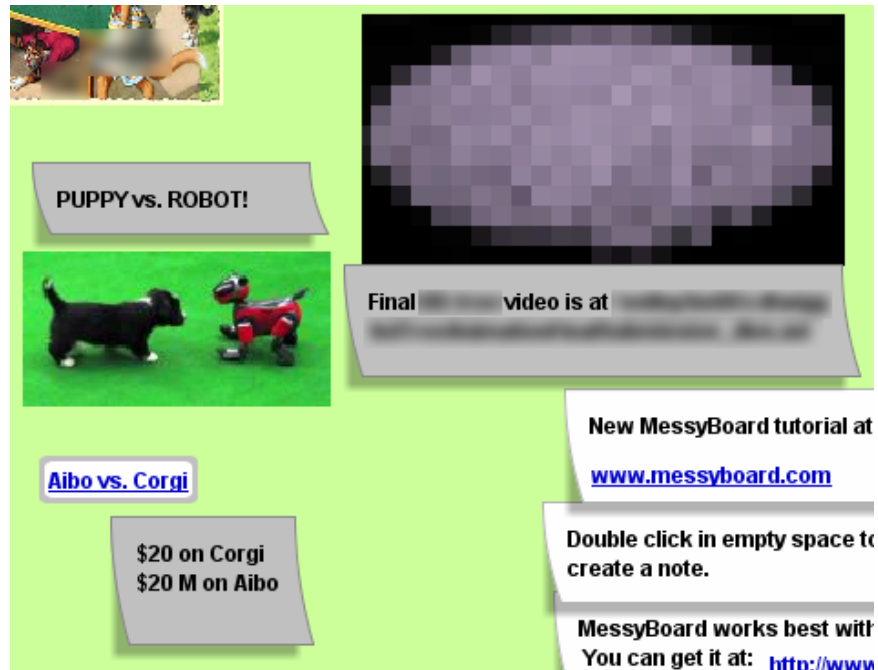 PUPPY vs. ROBOT!
Final video is at
Aibo vs. Corgi
$20 on Corgi
$20 M on Aibo
New MessyBoard tutorial at
www.messyboard.com
Double click in empty space to
create a note.
MessyBoard works best with
You can get it at: http://www